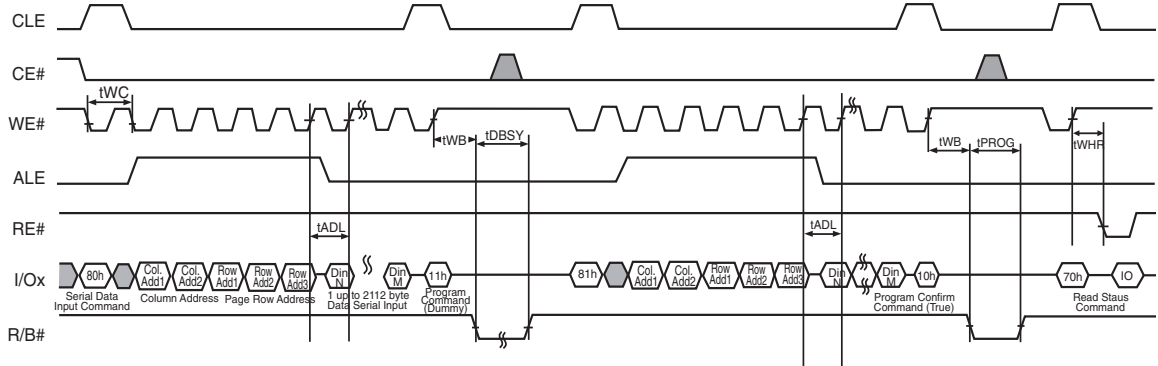 CLE
CE#
tWC
WE#
tWB
tDBSY
tWB
tPROG
tWHR
ALE
RE#
tADL
tADL
I/Ox
80h
Col.
Add1
Col.
Add2
Row
Add1
Row
Add2
Row
Add3
Din
N
Din
M
11h
81h
Col.
Add1
Col.
Add2
Row
Add1
Row
Add2
Row
Add3
Din
N
Din
M
10h
70h
IO
Serial Data
Input Command
Column Address
Page Row Address
1 up to 2112 byte
Data Serial Input
Program
Command
(Dummy)
Program Confirm
Command (True)
Read Staus
Command
R/B#